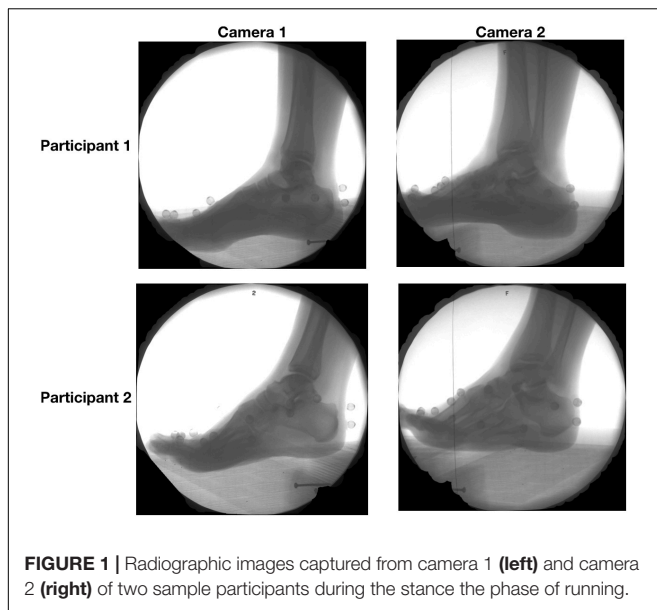 Camera 1
Camera 2
Participant 1
Participant 2
2
F
FIGURE 1 | Radiographic images captured from camera 1 (left) and camera
2 (right) of two sample participants during the stance the phase of running.